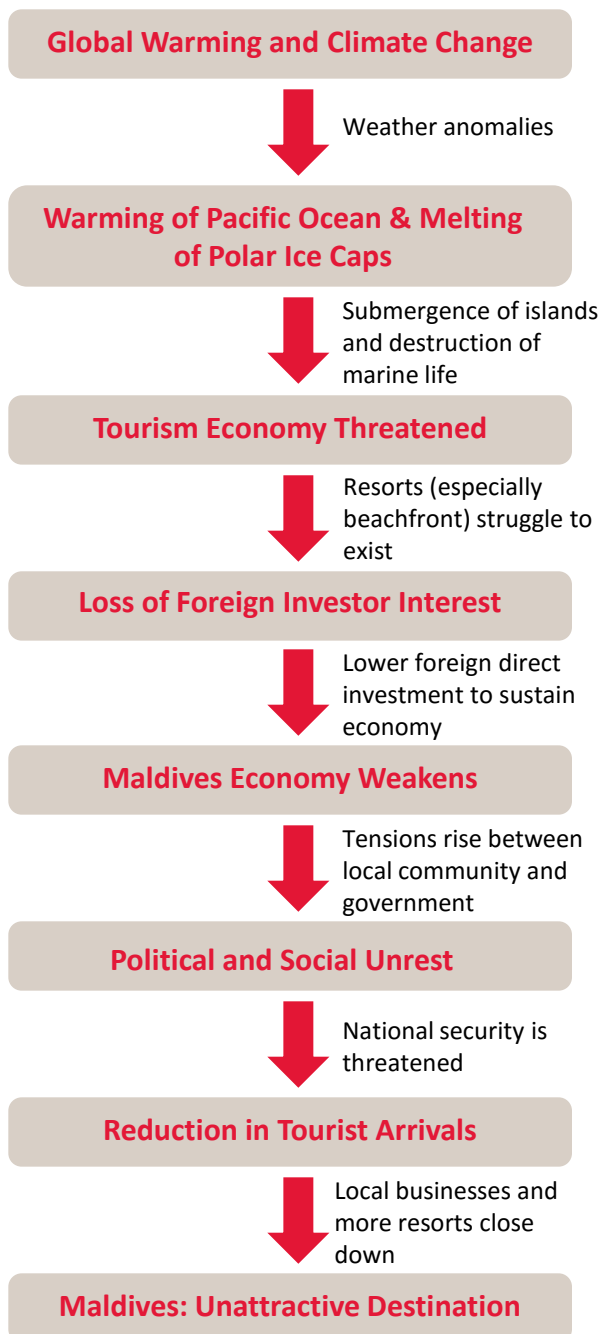 Global Warming and Climate Change
Weather anomalies
Warming of Pacific Ocean & Melting
of Polar Ice Caps
Submergence of islands
and destruction of
marine life
Tourism Economy Threatened
Resorts (especially
beachfront) struggle to
exist
Loss of Foreign Investor Interest
Lower foreign direct
investment to sustain
economy
Maldives Economy Weakens
Tensions rise between
local community and
government
Political and Social Unrest
National security is
threatened
Reduction in Tourist Arrivals
Local businesses and
more resorts close
down
Maldives: Unattractive Destination